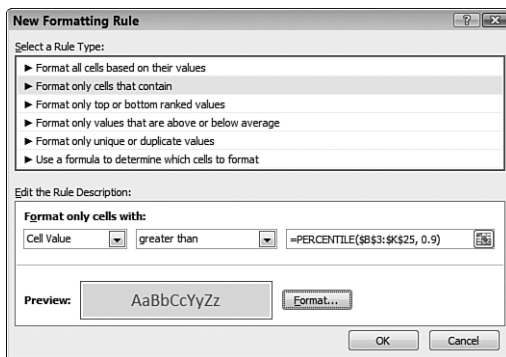 New Formatting Rule
Select a Rule Type:
► Format all cells based on their values
► Format only cells that contain
► Format only top or bottom ranked values
► Format only values that are above or below average
► Format only unique or duplicate values
► Use a formula to determine which cells to format
Edit the Rule Description:
Format only cells with:
Cell Value greater than =PERCENTILE($B$3:$K$25, 0.9)
Preview: AaBbCcYyZz Format...
OK Cancel